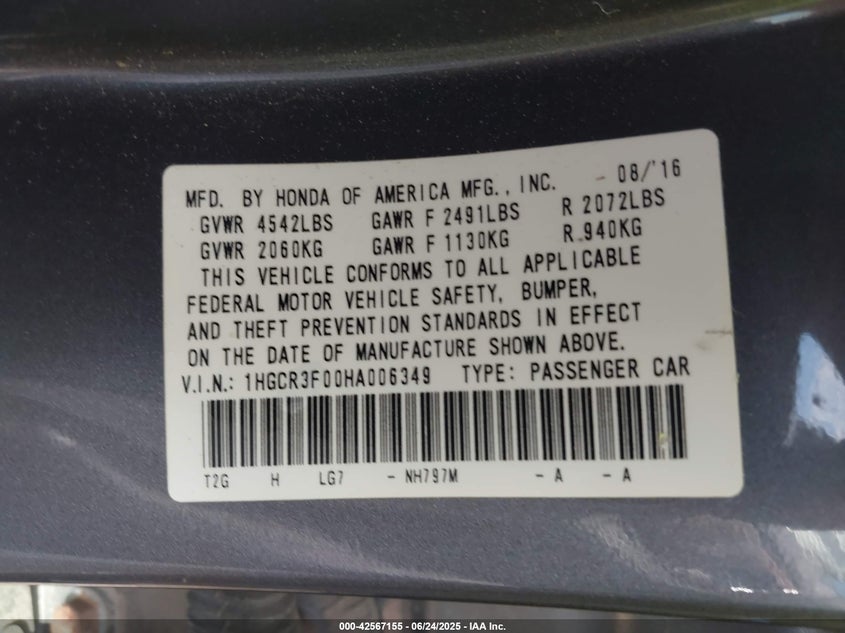 MFD. BY HONDA OF AMERICA MFG., INC. - 08/'16
GVWR 4542LBS GAWR F 2491LBS R 2072LBS
GVWR 2060KG GAWR F 1130KG R 940KG
THIS VEHICLE CONFORMS TO ALL APPLICABLE
FEDERAL MOTOR VEHICLE SAFETY, BUMPER,
AND THEFT PREVENTION STANDARDS IN EFFECT
ON THE DATE OF MANUFACTURE SHOWN ABOVE.
V.I.N.: 1HGCR3F00HA006349 TYPE: PASSENGER CAR
T2G H LG7 - NH797M - A - A
000-42567155 - 06/24/2025 - IAA Inc.